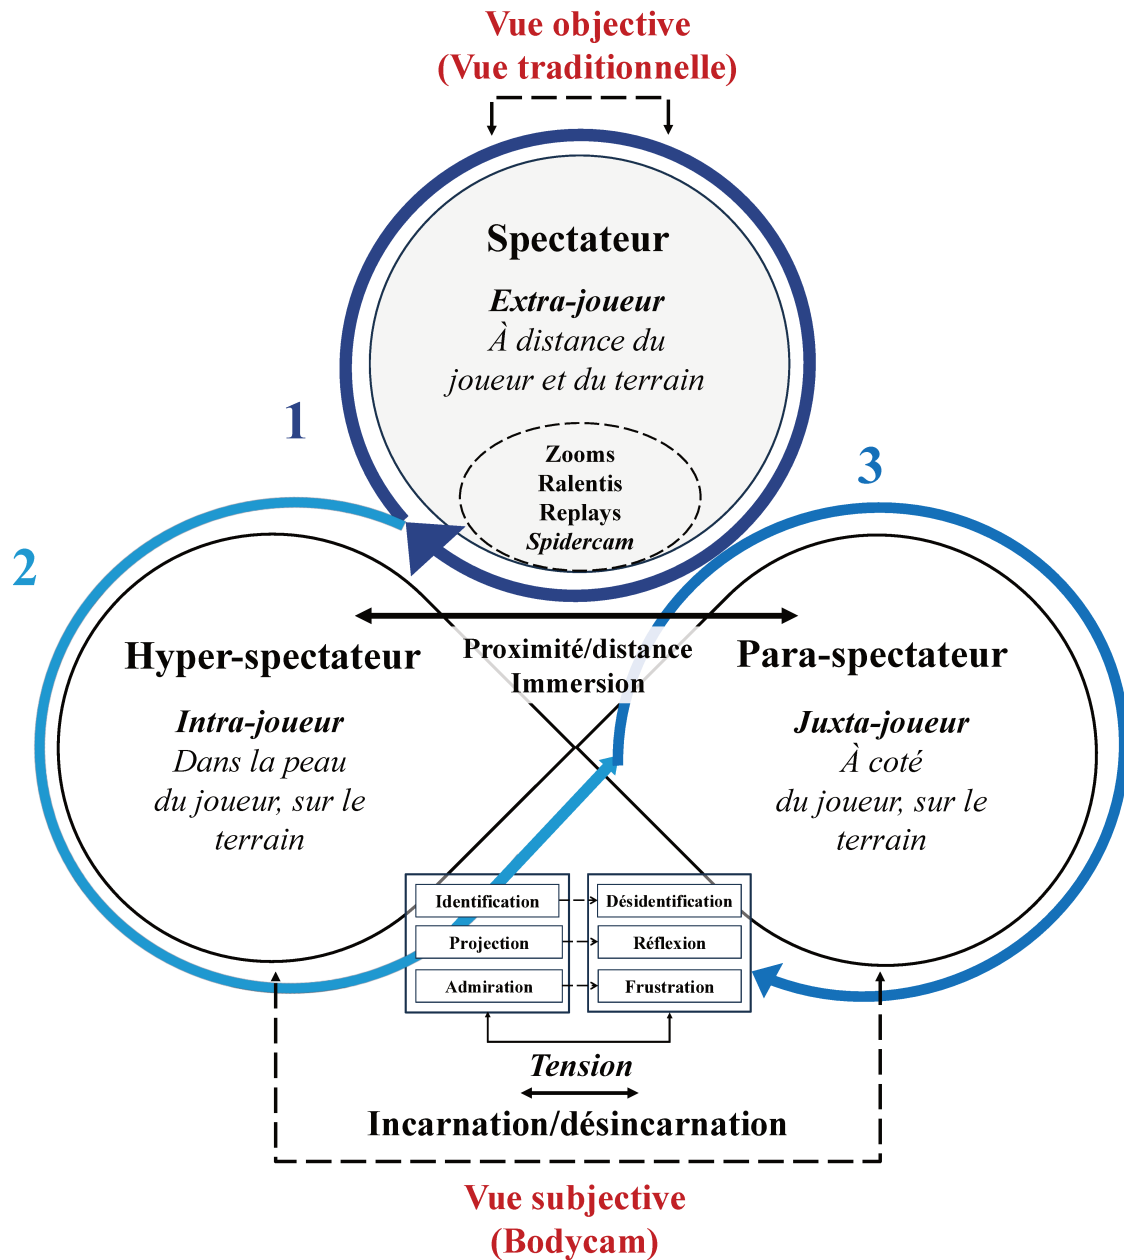 Vue objective
(Vue traditionnelle)
Spectateur
Extra-joueur
À distance du
joueur et du terrain
Zooms
Ralentis
Replays
Spidercam
1
3
2
Proximité/distance
Immersion
Hyper-spectateur
Intra-joueur
Dans la peau
du joueur, sur le
terrain
Para-spectateur
Juxta-joueur
À coté
du joueur, sur le
terrain
Identification
Désidentification
Projection
Réflexion
Admiration
Frustration
Tension
Incarnation/désincarnation
Vue subjective
(Bodycam)